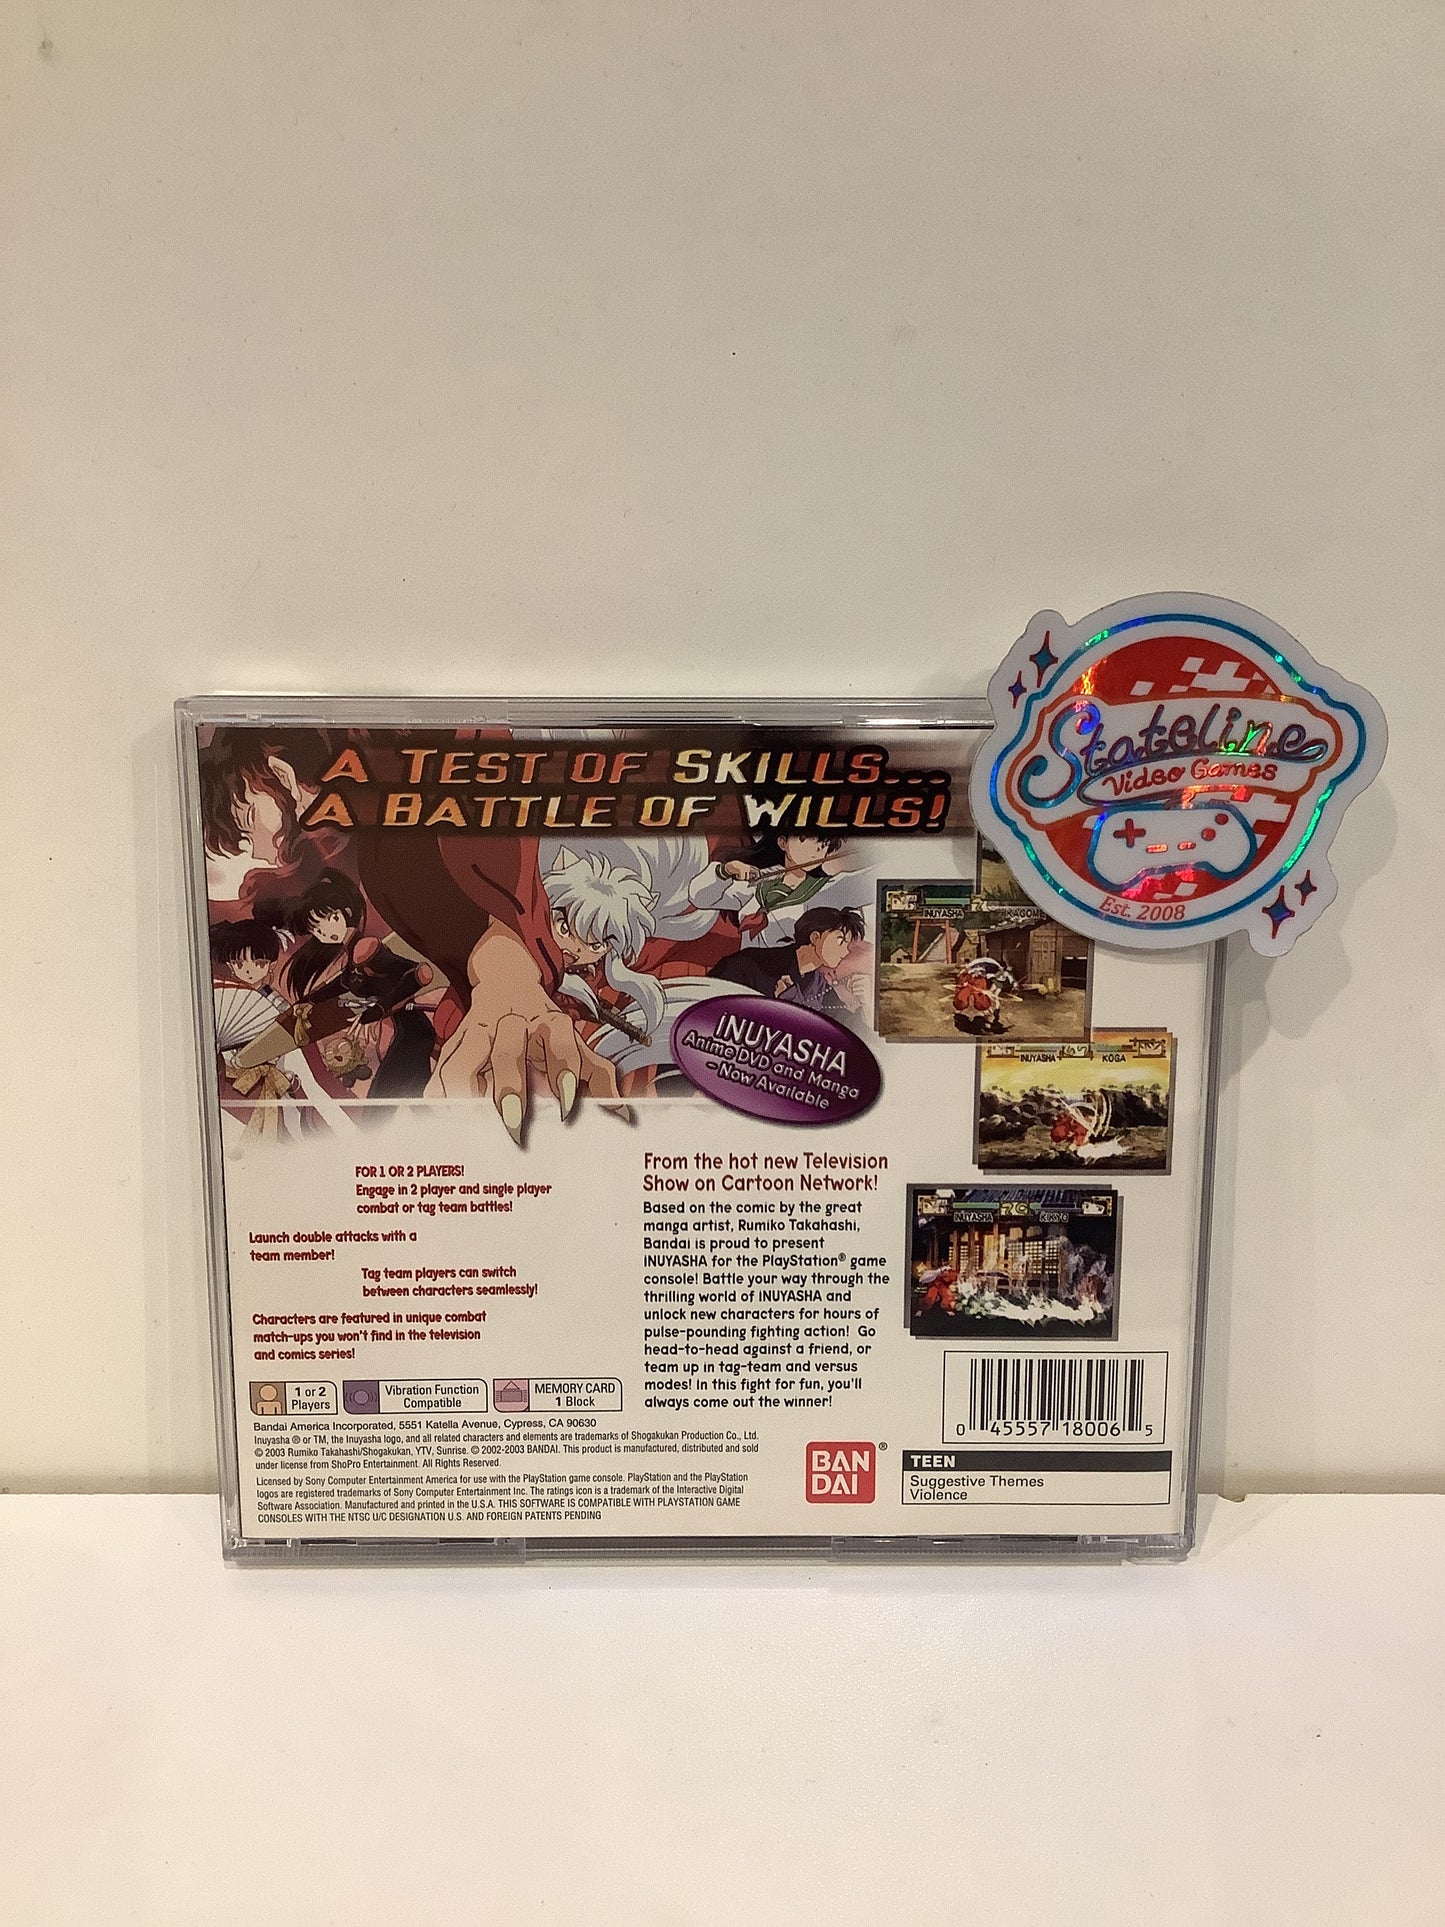 A TEST OF SKILLS...
A BATTLE OF WILLS!
Stateline
Video Games
Est. 2008
INUYASHA
KAGOME
INUYASHA
KOGA
INUYASHA
KIKYO
iNUYASHA
Anime DVD and Manga
- Now Available
FOR 1 OR 2 PLAYERS!
Engage in 2 player and single player
combat or tag team battles!
Launch double attacks with a
team member!
Tag team players can switch
between characters seamlessly!
Characters are featured in unique combat
match-ups you won't find in the television
and comics series!
From the hot new Television
Show on Cartoon Network!
Based on the comic by the great
manga artist, Rumiko Takahashi,
Bandai is proud to present
iNUYASHA for the PlayStation® game
console! Battle your way through the
thrilling world of iNUYASHA and
unlock new characters for hours of
pulse-pounding fighting action! Go
head-to-head against a friend, or
team up in tag-team and versus
modes! In this fight for fun, you'll
always come out the winner!
1 or 2
Players
Vibration Function
Compatible
MEMORY CARD
1 Block
Bandai America Incorporated, 5551 Katella Avenue, Cypress, CA 90630
Inuyasha ® or TM, the Inuyasha logo, and all related characters and elements are trademarks of Shogakukan Production Co., Ltd.
© 2003 Rumiko Takahashi/Shogakukan, YTV, Sunrise. © 2002-2003 BANDAI. This product is manufactured, distributed and sold
under license from ShoPro Entertainment. All Rights Reserved.
Licensed by Sony Computer Entertainment America for use with the PlayStation game console. PlayStation and the PlayStation
logos are registered trademarks of Sony Computer Entertainment Inc. The ratings icon is a trademark of the Interactive Digital
Software Association. Manufactured and printed in the U.S.A. THIS SOFTWARE IS COMPATIBLE WITH PLAYSTATION GAME
CONSOLES WITH THE NTSC U/C DESIGNATION U.S. AND FOREIGN PATENTS PENDING
BAN
DAI ®
0 45557 18006 5
TEEN
Suggestive Themes
Violence